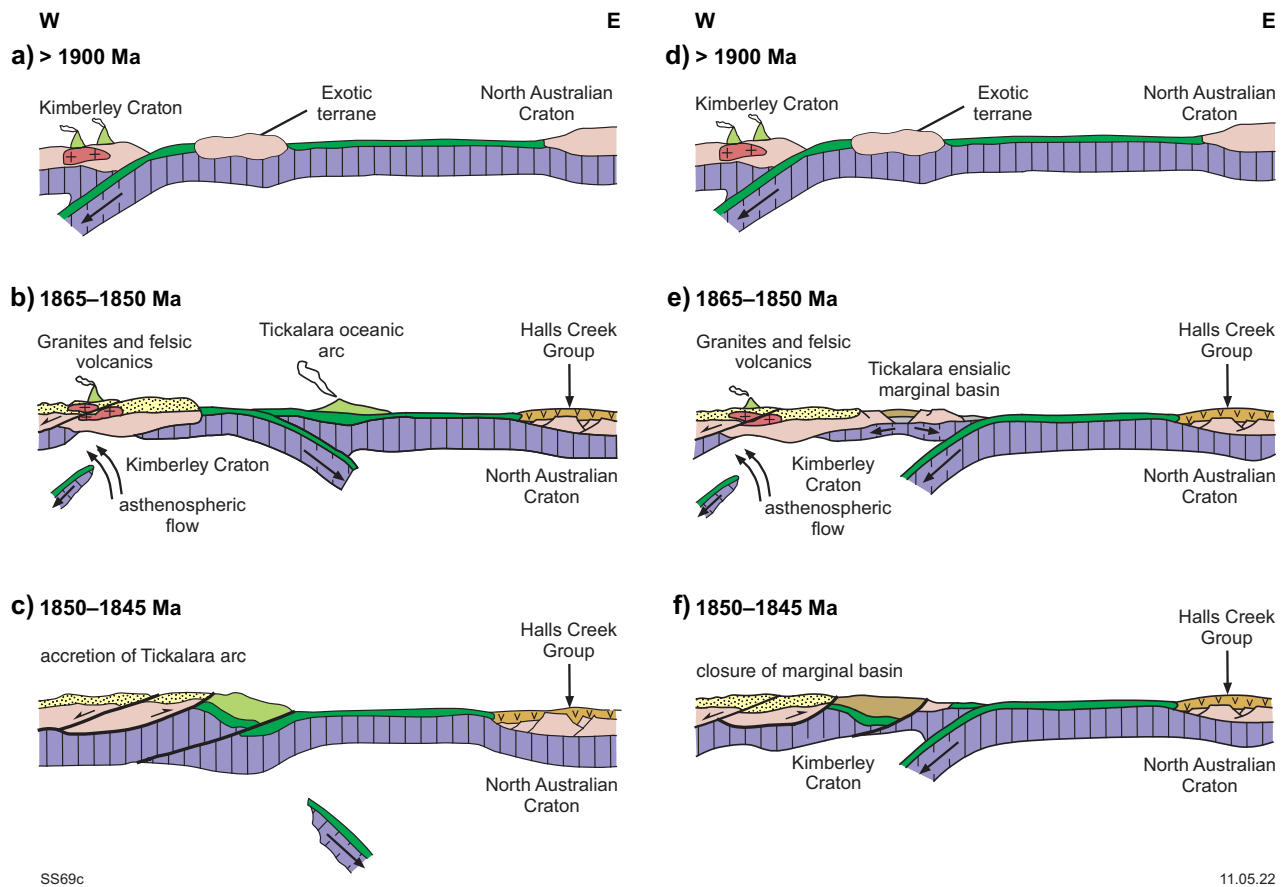 W
E
a) > 1900 Ma
Kimberley Craton
Exotic
terrane
North Australian
Craton
b) 1865–1850 Ma
Granites and felsic
volcanics
Tickalara oceanic
arc
Halls Creek
Group
Kimberley Craton
asthenospheric
flow
North Australian
Craton
c) 1850–1845 Ma
accretion of Tickalara arc
Halls Creek
Group
North Australian
Craton
SS69c
W
E
d) > 1900 Ma
Kimberley Craton
Exotic
terrane
North Australian
Craton
e) 1865–1850 Ma
Granites and felsic
volcanics
Tickalara ensialic
marginal basin
Halls Creek
Group
Kimberley
Craton
asthenospheric
flow
North Australian
Craton
f) 1850–1845 Ma
closure of marginal basin
Halls Creek
Group
Kimberley
Craton
North Australian
Craton
11.05.22